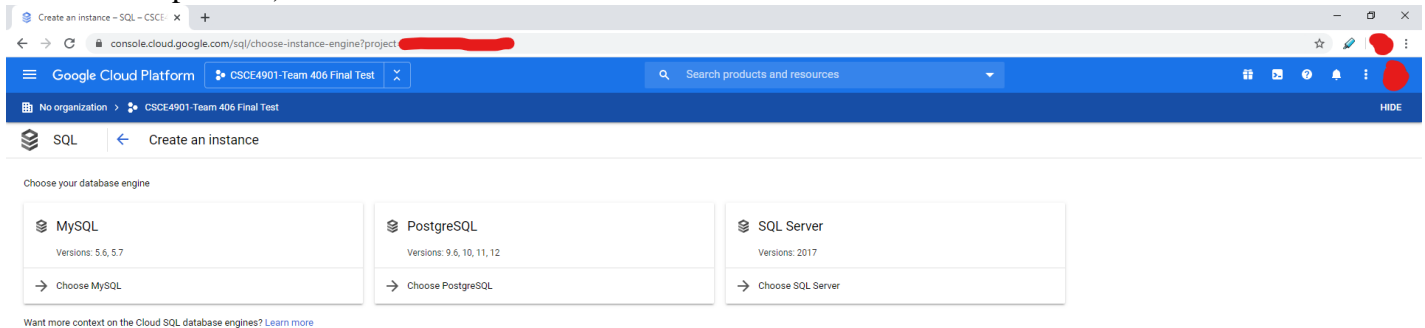 Create an instance – SQL – CSCE
console.cloud.google.com/sql/choose-instance-engine?project
Google Cloud Platform CSCE4901-Team 406 Final Test Search products and resources
No organization > CSCE4901-Team 406 Final Test HIDE
SQL Create an instance
Choose your database engine
MySQL PostgreSQL SQL Server
Versions: 5.6, 5.7 Versions: 9.6, 10, 11, 12 Versions: 2017
Choose MySQL Choose PostgreSQL Choose SQL Server
Want more context on the Cloud SQL database engines? Learn more